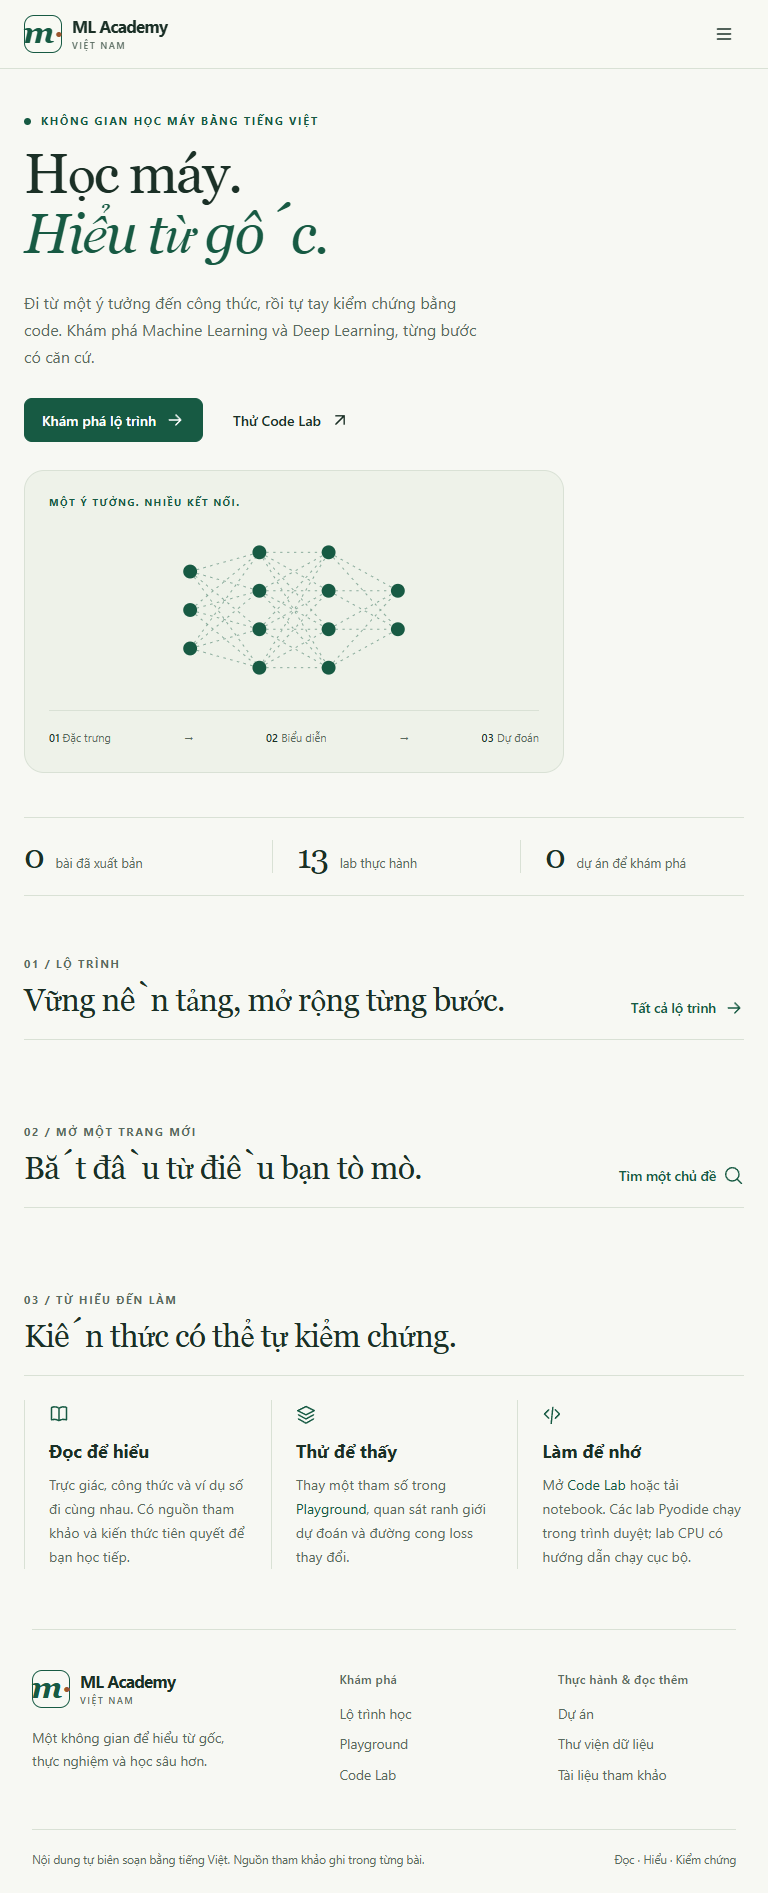 m.
ML Academy
VIỆT NAM
KHÔNG GIAN HỌC MÁY BẰNG TIẾNG VIỆT
Học máy.
Hiểu từ gốc.
Đi từ một ý tưởng đến công thức, rồi tự tay kiểm chứng bằng
code. Khám phá Machine Learning và Deep Learning, từng bước
có căn cứ.
Khám phá lộ trình →
Thử Code Lab
MỘT Ý TƯỞNG. NHIỀU KẾT NỐI.
01 Đặc trưng → 02 Biểu diễn → 03 Dự đoán
0 bài đã xuất bản
13 lab thực hành
0 dự án để khám phá
01 / LỘ TRÌNH
Vững nền tảng, mở rộng từng bước.
Tất cả lộ trình →
02 / MỞ MỘT TRANG MỚI
Bắt đầu từ điều bạn tò mò.
Tìm một chủ đề
03 / TỪ HIỂU ĐẾN LÀM
Kiến thức có thể tự kiểm chứng.
Đọc để hiểu
Trực giác, công thức và ví dụ số
đi cùng nhau. Có nguồn tham
khảo và kiến thức tiên quyết để
bạn học tiếp.
Thử để thấy
Thay một tham số trong
Playground, quan sát ranh giới
dự đoán và đường cong loss
thay đổi.
Làm để nhớ
Mở Code Lab hoặc tải
notebook. Các lab Pyodide chạy
trong trình duyệt; lab CPU có
hướng dẫn chạy cục bộ.
m.
ML Academy
VIỆT NAM
Một không gian để hiểu từ gốc,
thực nghiệm và học sâu hơn.
Khám phá
Lộ trình học
Playground
Code Lab
Thực hành & đọc thêm
Dự án
Thư viện dữ liệu
Tài liệu tham khảo
Nội dung tự biên soạn bằng tiếng Việt. Nguồn tham khảo ghi trong từng bài.
Đọc · Hiểu · Kiểm chứng